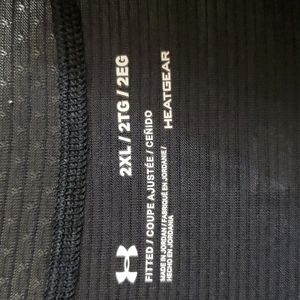 2XL / 2TG / 2EG
FITTED / COUPE AJUSTÉE / CEÑIDO
HEATGEAR
MADE IN JORDAN / FABRIQUÉ EN JORDANIE /
HECHO EN JORDANIA